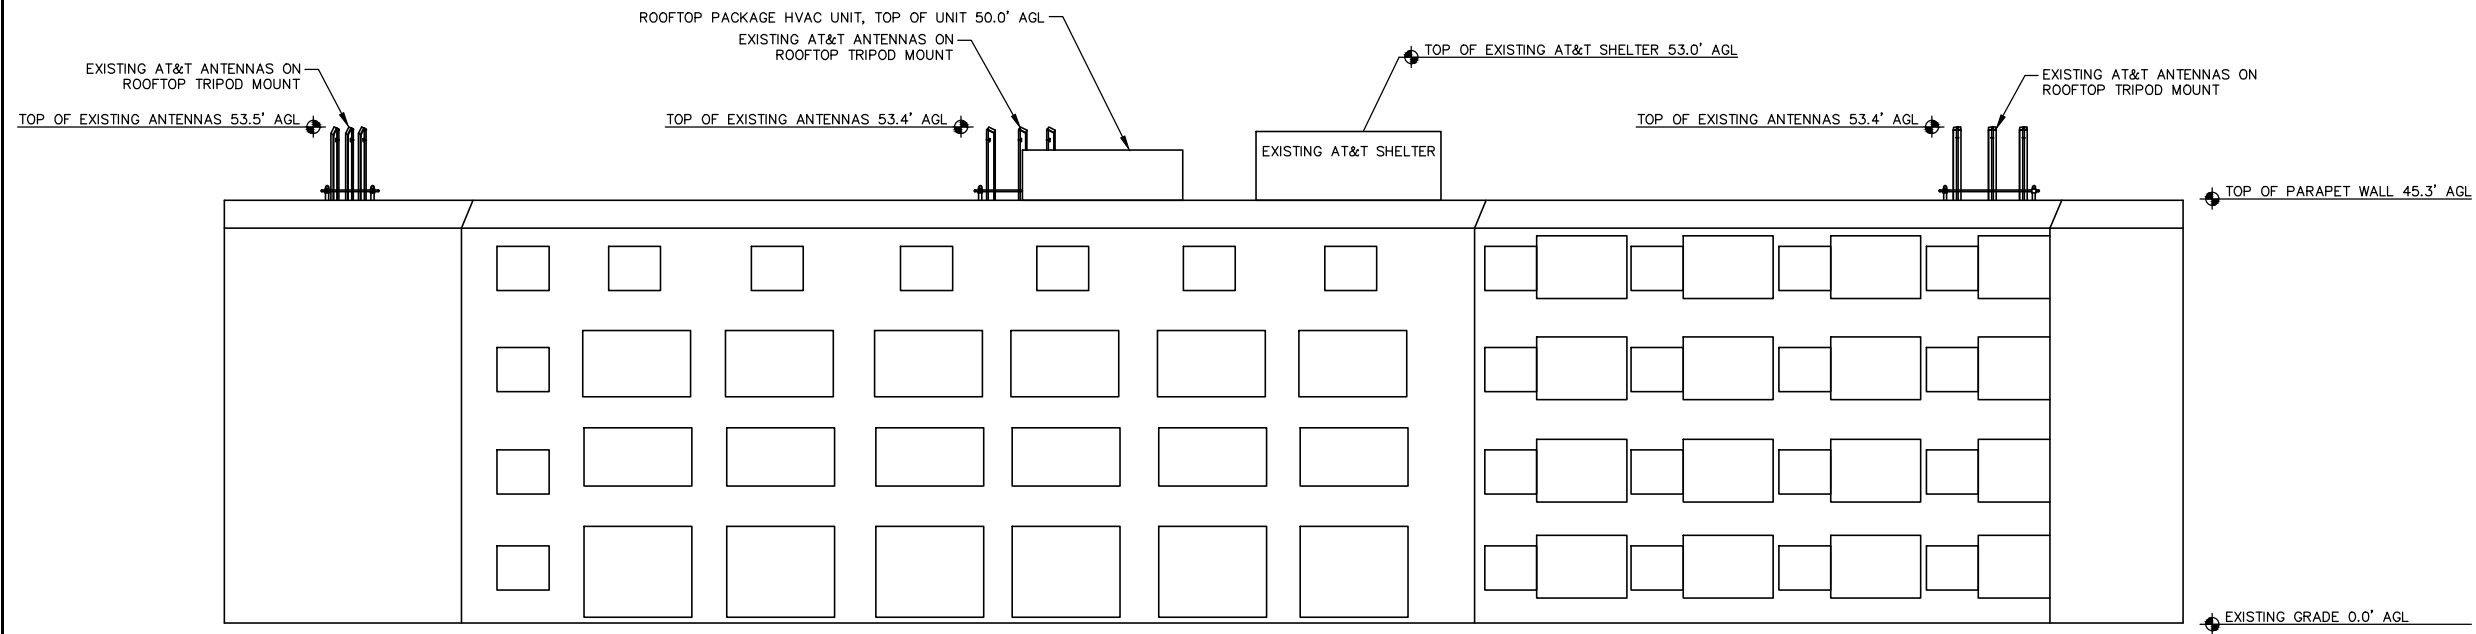 ROOFTOP PACKAGE HVAC UNIT, TOP OF UNIT 50.0' AGL
EXISTING AT&T ANTENNAS ON
ROOFTOP TRIPOD MOUNT
TOP OF EXISTING AT&T SHELTER 53.0' AGL
EXISTING AT&T ANTENNAS ON
ROOFTOP TRIPOD MOUNT
EXISTING AT&T ANTENNAS ON
ROOFTOP TRIPOD MOUNT
TOP OF EXISTING ANTENNAS 53.5' AGL
TOP OF EXISTING ANTENNAS 53.4' AGL
TOP OF EXISTING ANTENNAS 53.4' AGL
EXISTING AT&T SHELTER
TOP OF PARAPET WALL 45.3' AGL
EXISTING GRADE 0.0' AGL